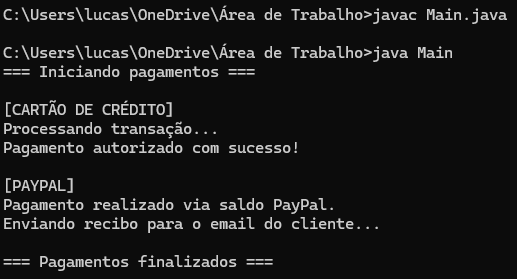 C:\Users\lucas\OneDrive\Área de Trabalho>javac Main.java
C:\Users\lucas\OneDrive\Área de Trabalho>java Main
=== Iniciando pagamentos ===
[CARTÃO DE CRÉDITO]
Processando transação...
Pagamento autorizado com sucesso!
[PAYPAL]
Pagamento realizado via saldo PayPal.
Enviando recibo para o email do cliente...
=== Pagamentos finalizados ===